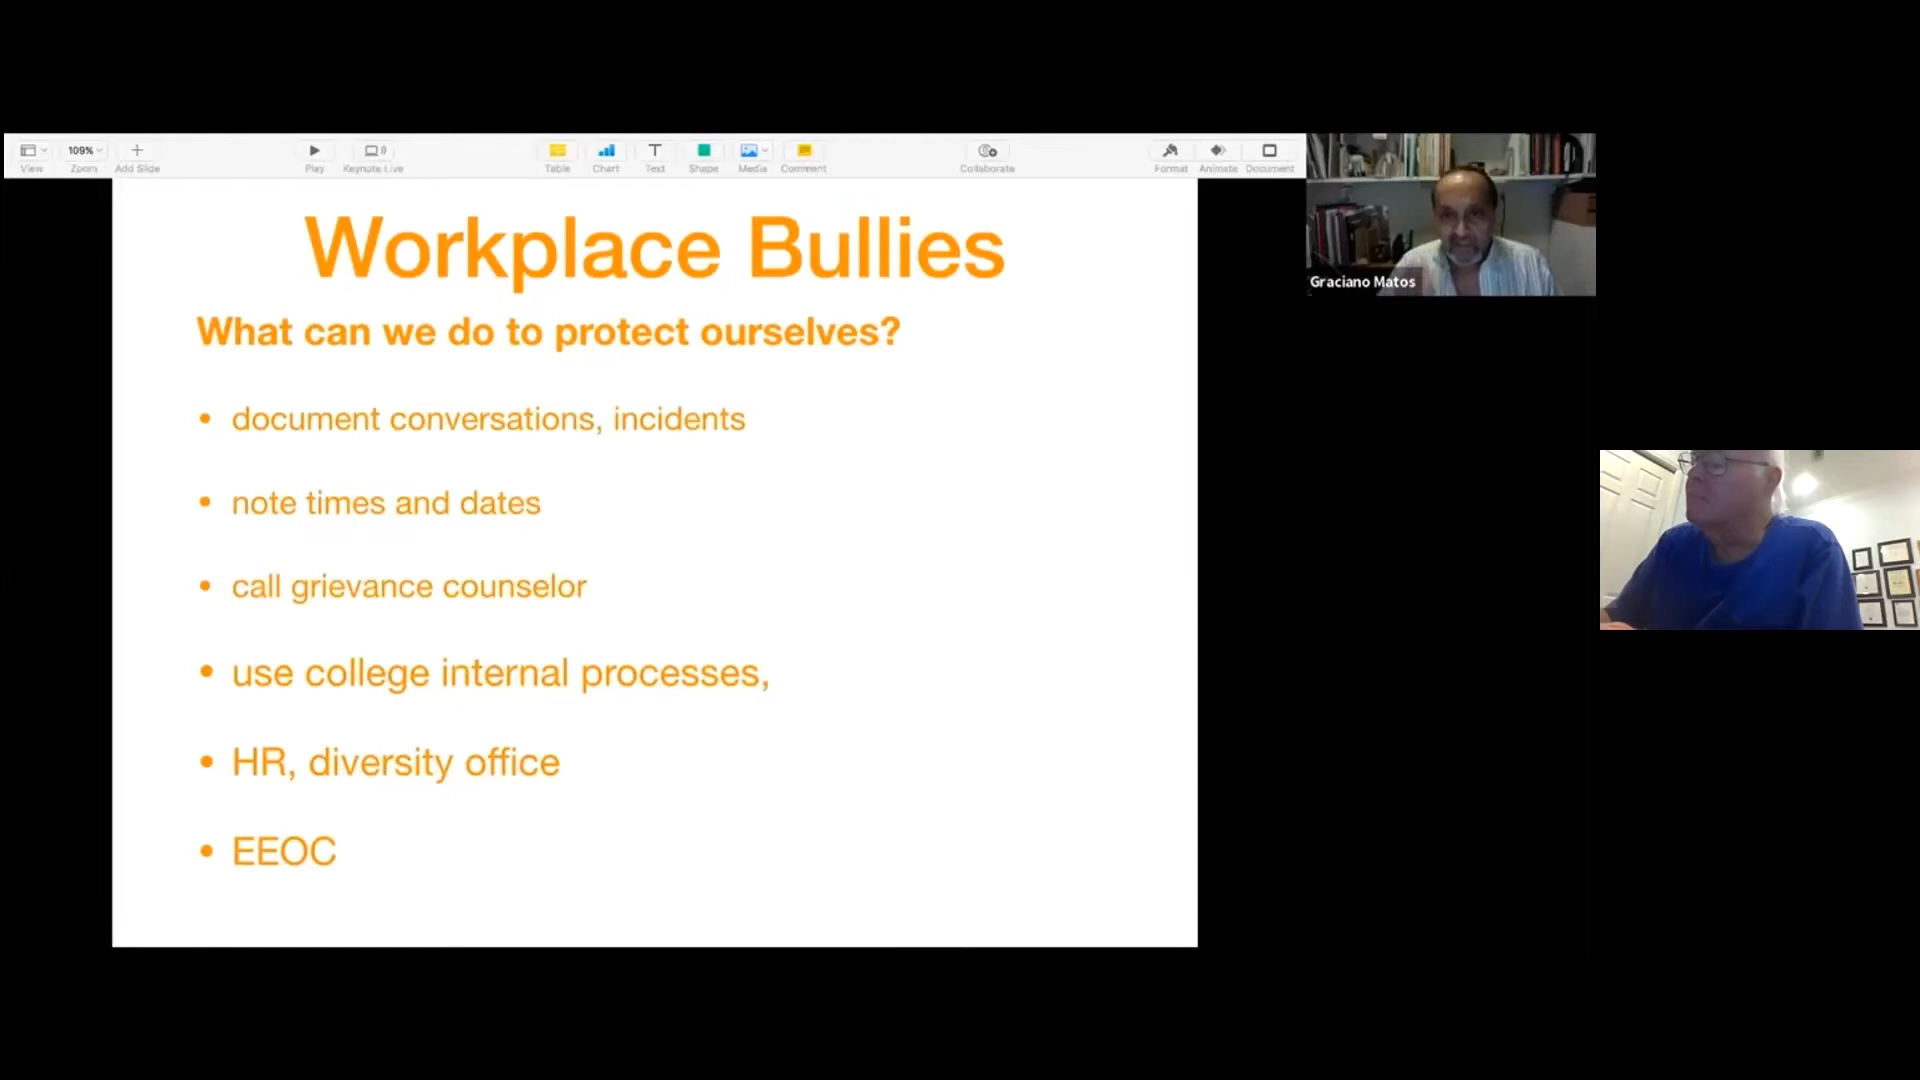 109%
View
Zoom
Add Slide
Play
Keynote Live
Table
Chart
Text
Shape
Media
Comment
Collaborate
Format
Animate
Document
Workplace Bullies
What can we do to protect ourselves?
• document conversations, incidents
• note times and dates
• call grievance counselor
• use college internal processes,
• HR, diversity office
• EEOC
Graciano Matos